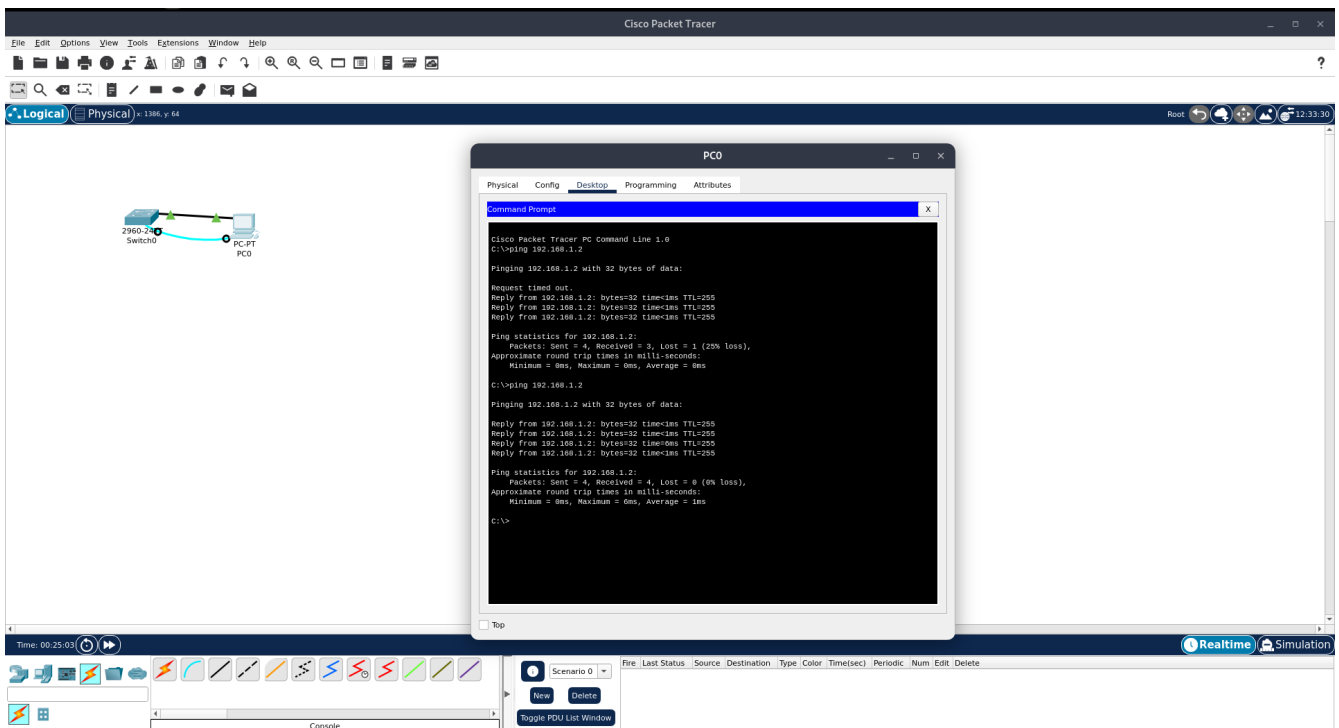 Cisco Packet Tracer
File Edit Options View Tools Extensions Window Help
?
Logical Physical x: 1386, y: 64
Root 12:33:30
2960-24TT
Switch0
PC-PT
PC0
PC0
Physical Config Desktop Programming Attributes
Command Prompt X
Cisco Packet Tracer PC Command Line 1.0
C:\>ping 192.168.1.2
Pinging 192.168.1.2 with 32 bytes of data:
Request timed out.
Reply from 192.168.1.2: bytes=32 time<1ms TTL=255
Reply from 192.168.1.2: bytes=32 time<1ms TTL=255
Reply from 192.168.1.2: bytes=32 time<1ms TTL=255
Ping statistics for 192.168.1.2:
Packets: Sent = 4, Received = 3, Lost = 1 (25% loss),
Approximate round trip times in milli-seconds:
Minimum = 0ms, Maximum = 0ms, Average = 0ms
C:\>ping 192.168.1.2
Pinging 192.168.1.2 with 32 bytes of data:
Reply from 192.168.1.2: bytes=32 time<1ms TTL=255
Reply from 192.168.1.2: bytes=32 time<1ms TTL=255
Reply from 192.168.1.2: bytes=32 time=6ms TTL=255
Reply from 192.168.1.2: bytes=32 time<1ms TTL=255
Ping statistics for 192.168.1.2:
Packets: Sent = 4, Received = 4, Lost = 0 (0% loss),
Approximate round trip times in milli-seconds:
Minimum = 0ms, Maximum = 6ms, Average = 1ms
C:\>
Top
Time: 00:25:03
Realtime Simulation
Scenario 0
New Delete
Toggle PDU List Window
Fire Last Status Source Destination Type Color Time(sec) Periodic Num Edit Delete
Console